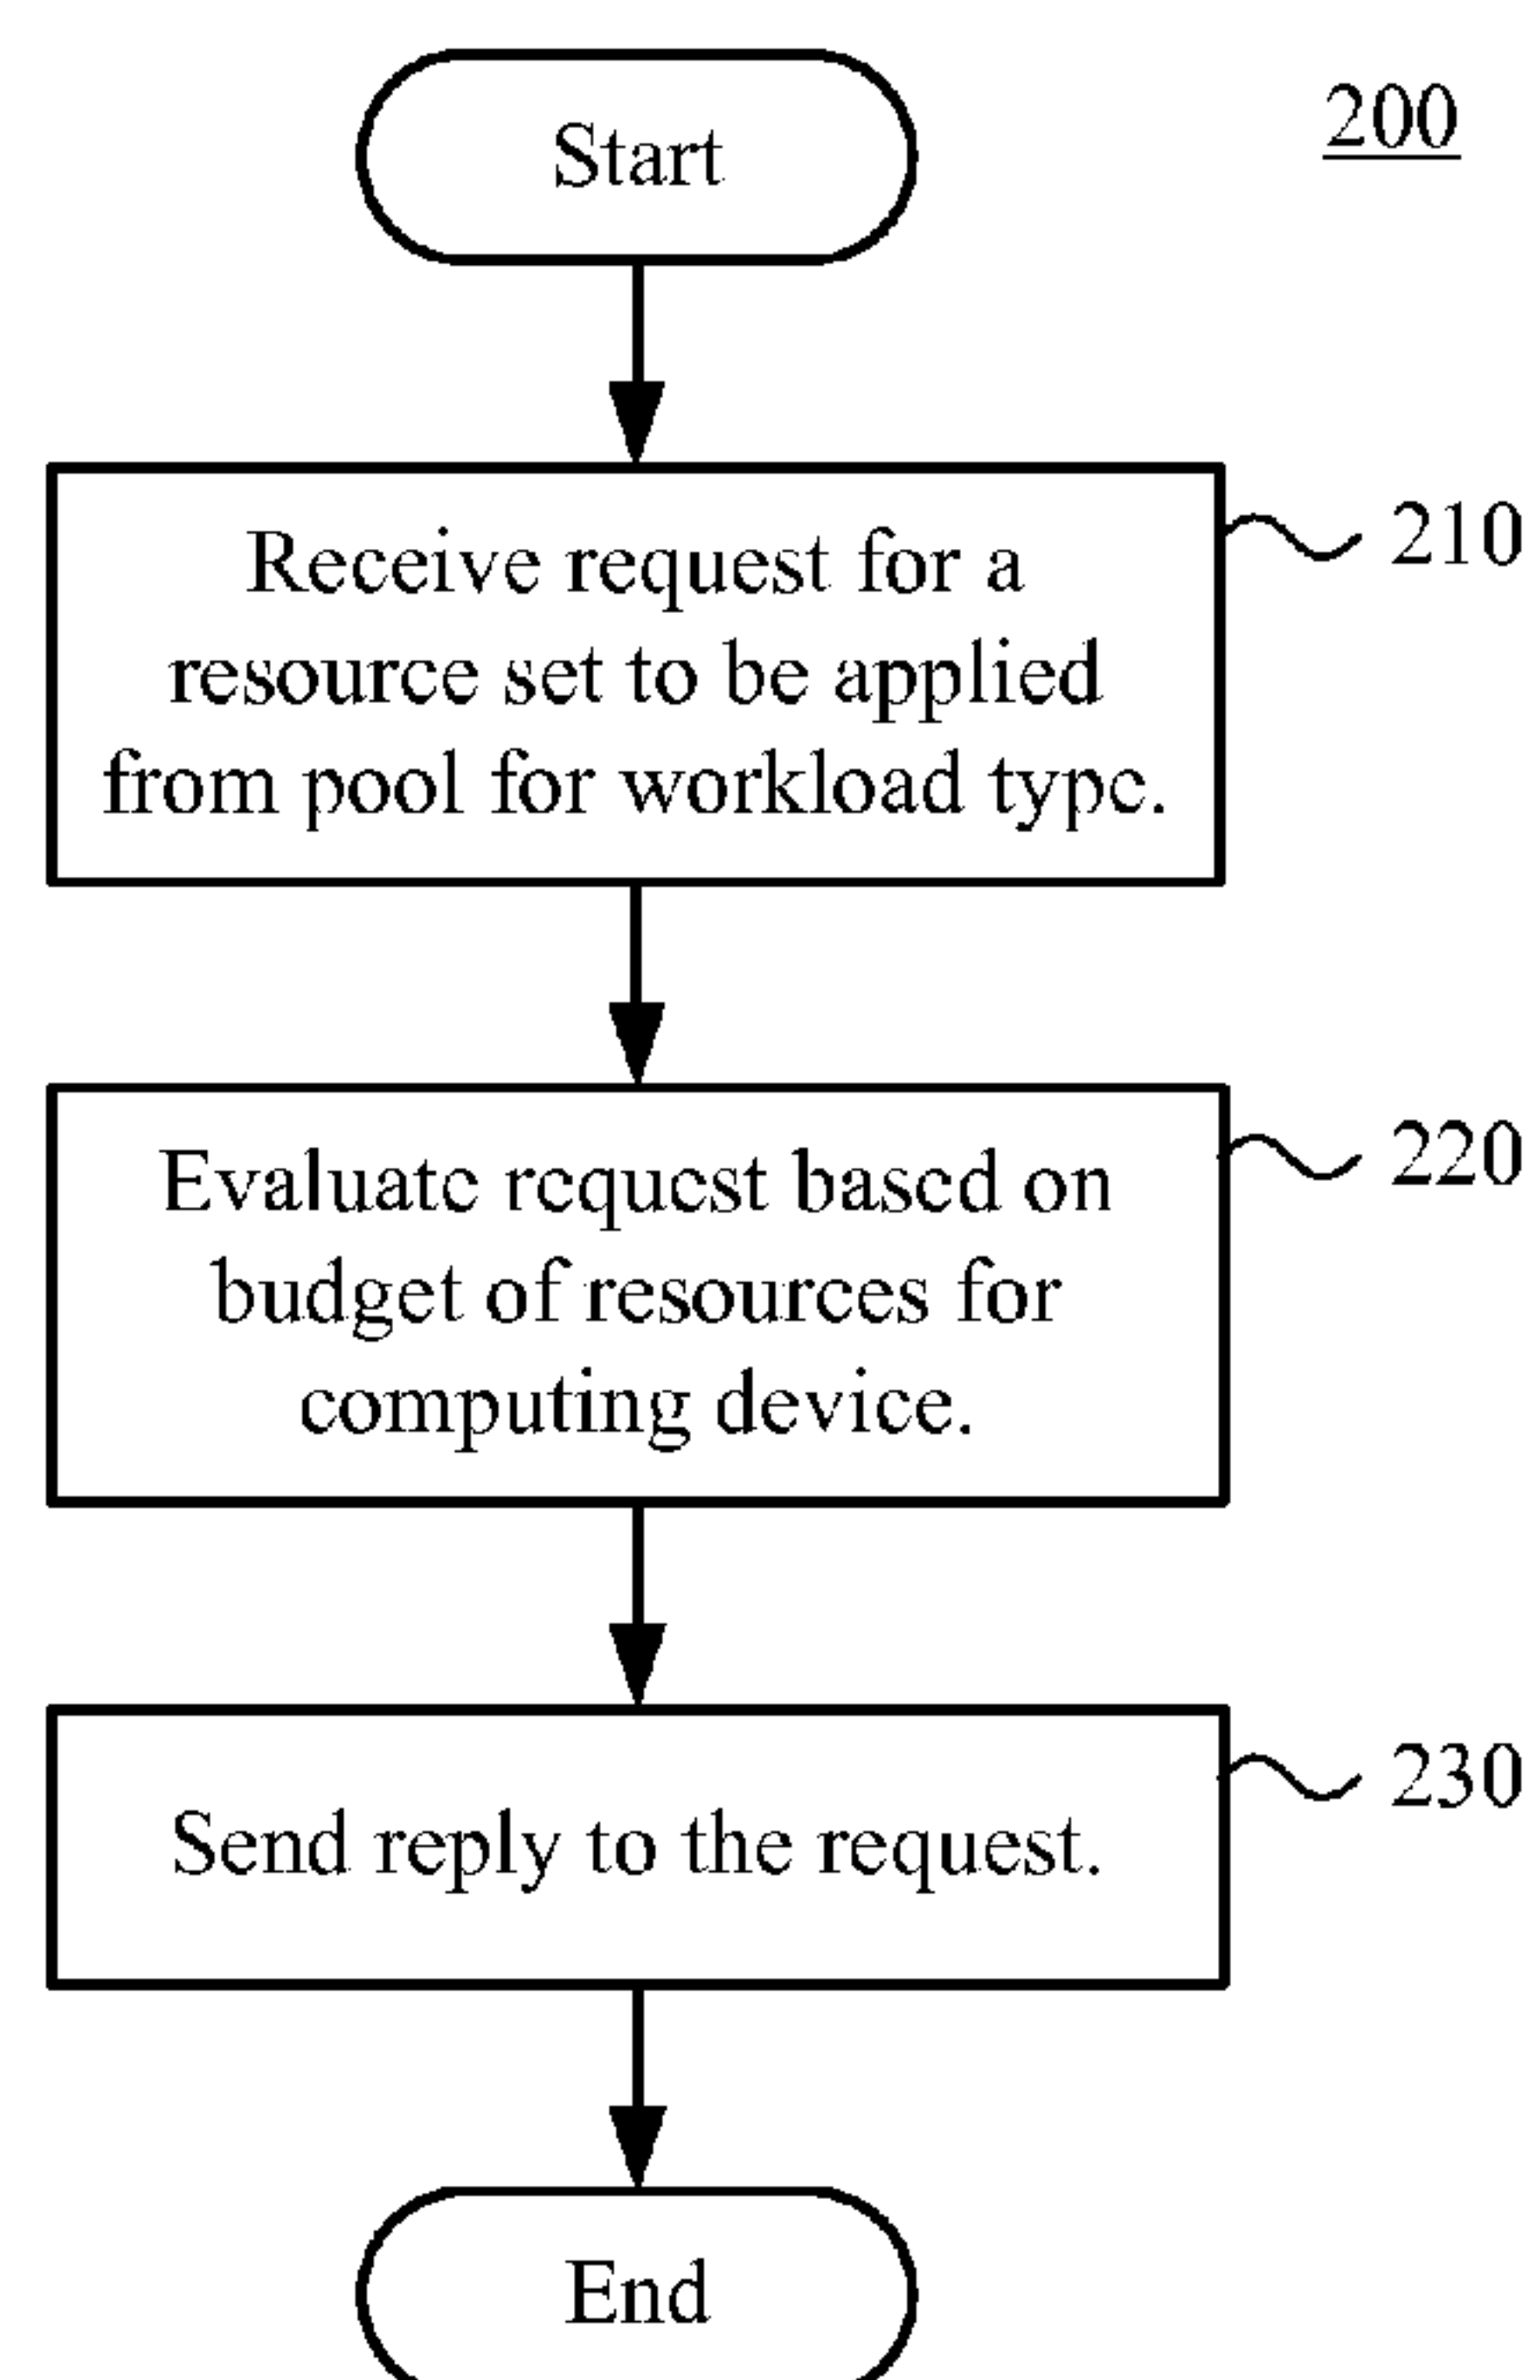 Start
200
Receive request for a
resource set to be applied
from pool for workload type.
210
Evaluate request based on
budget of resources for
computing device.
220
Send reply to the request.
230
End